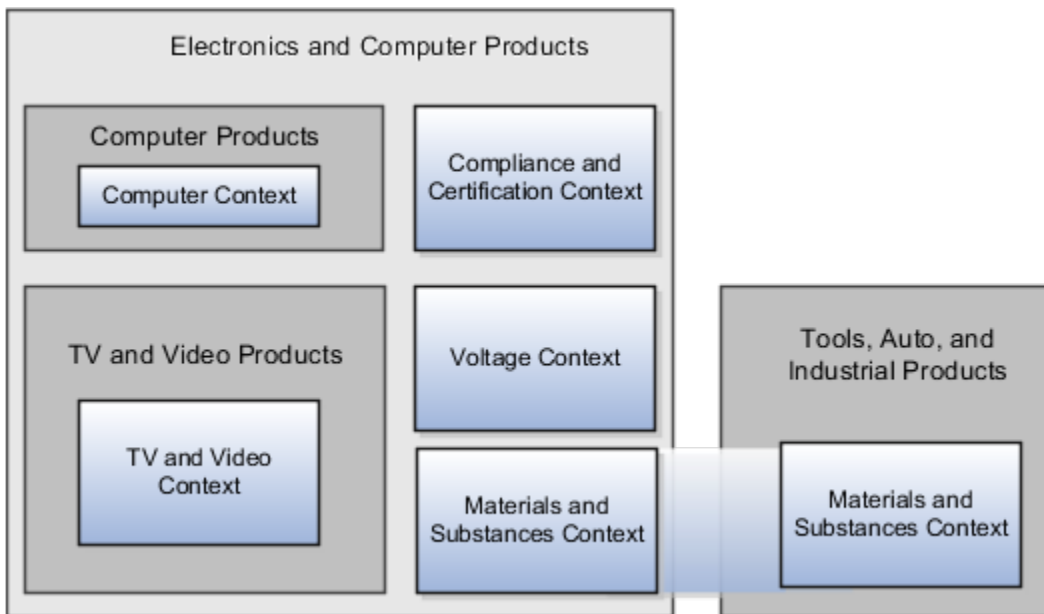 Electronics and Computer Products
Computer Products
Computer Context
Compliance and
Certification Context
TV and Video Products
TV and Video
Context
Voltage Context
Materials and
Substances Context
Tools, Auto, and
Industrial Products
Materials and
Substances Context